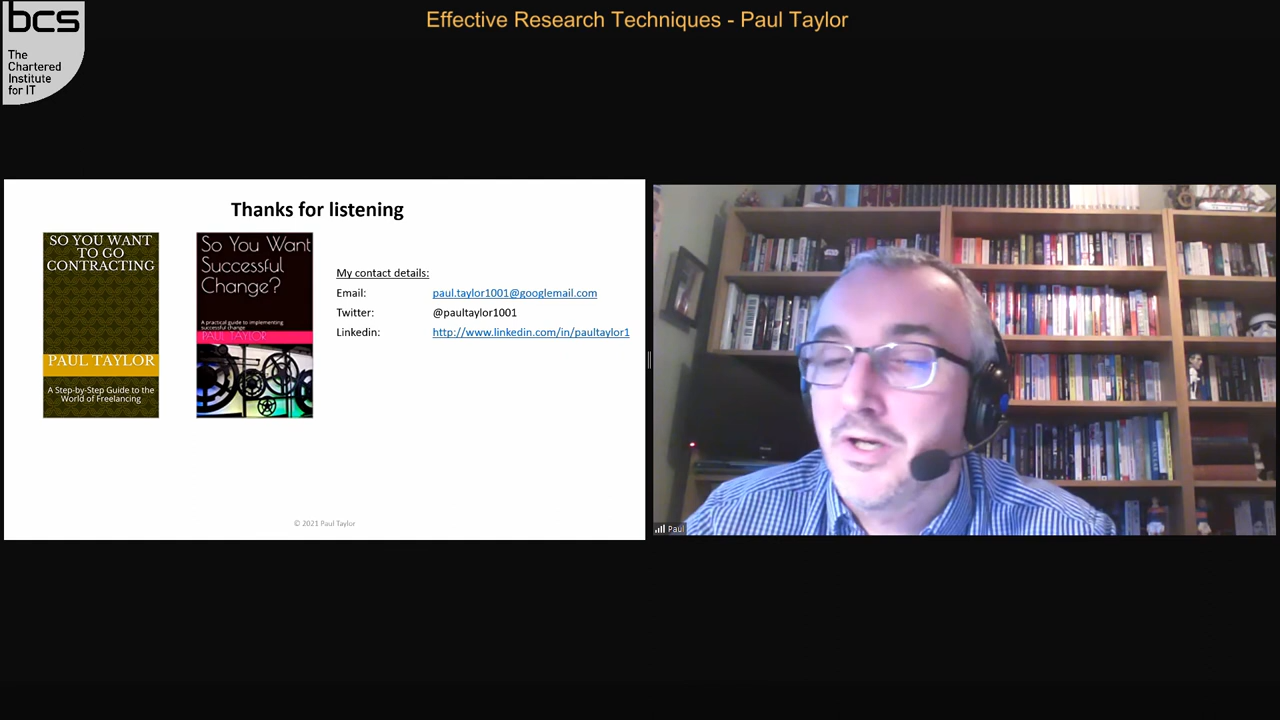 bcs
The
Chartered
Institute
for IT
Effective Research Techniques - Paul Taylor
Thanks for listening
SO YOU WANT
TO GO
CONTRACTING
PAUL TAYLOR
A Step-by-Step Guide to the
World of Freelancing
So You Want
Successful
Change?
A practical guide to implementing
successful change
PAUL TAYLOR
My contact details:
Email: paul.taylor1001@googlemail.com
Twitter: @paultaylor1001
Linkedin: http://www.linkedin.com/in/paultaylor1
© 2021 Paul Taylor
Paul